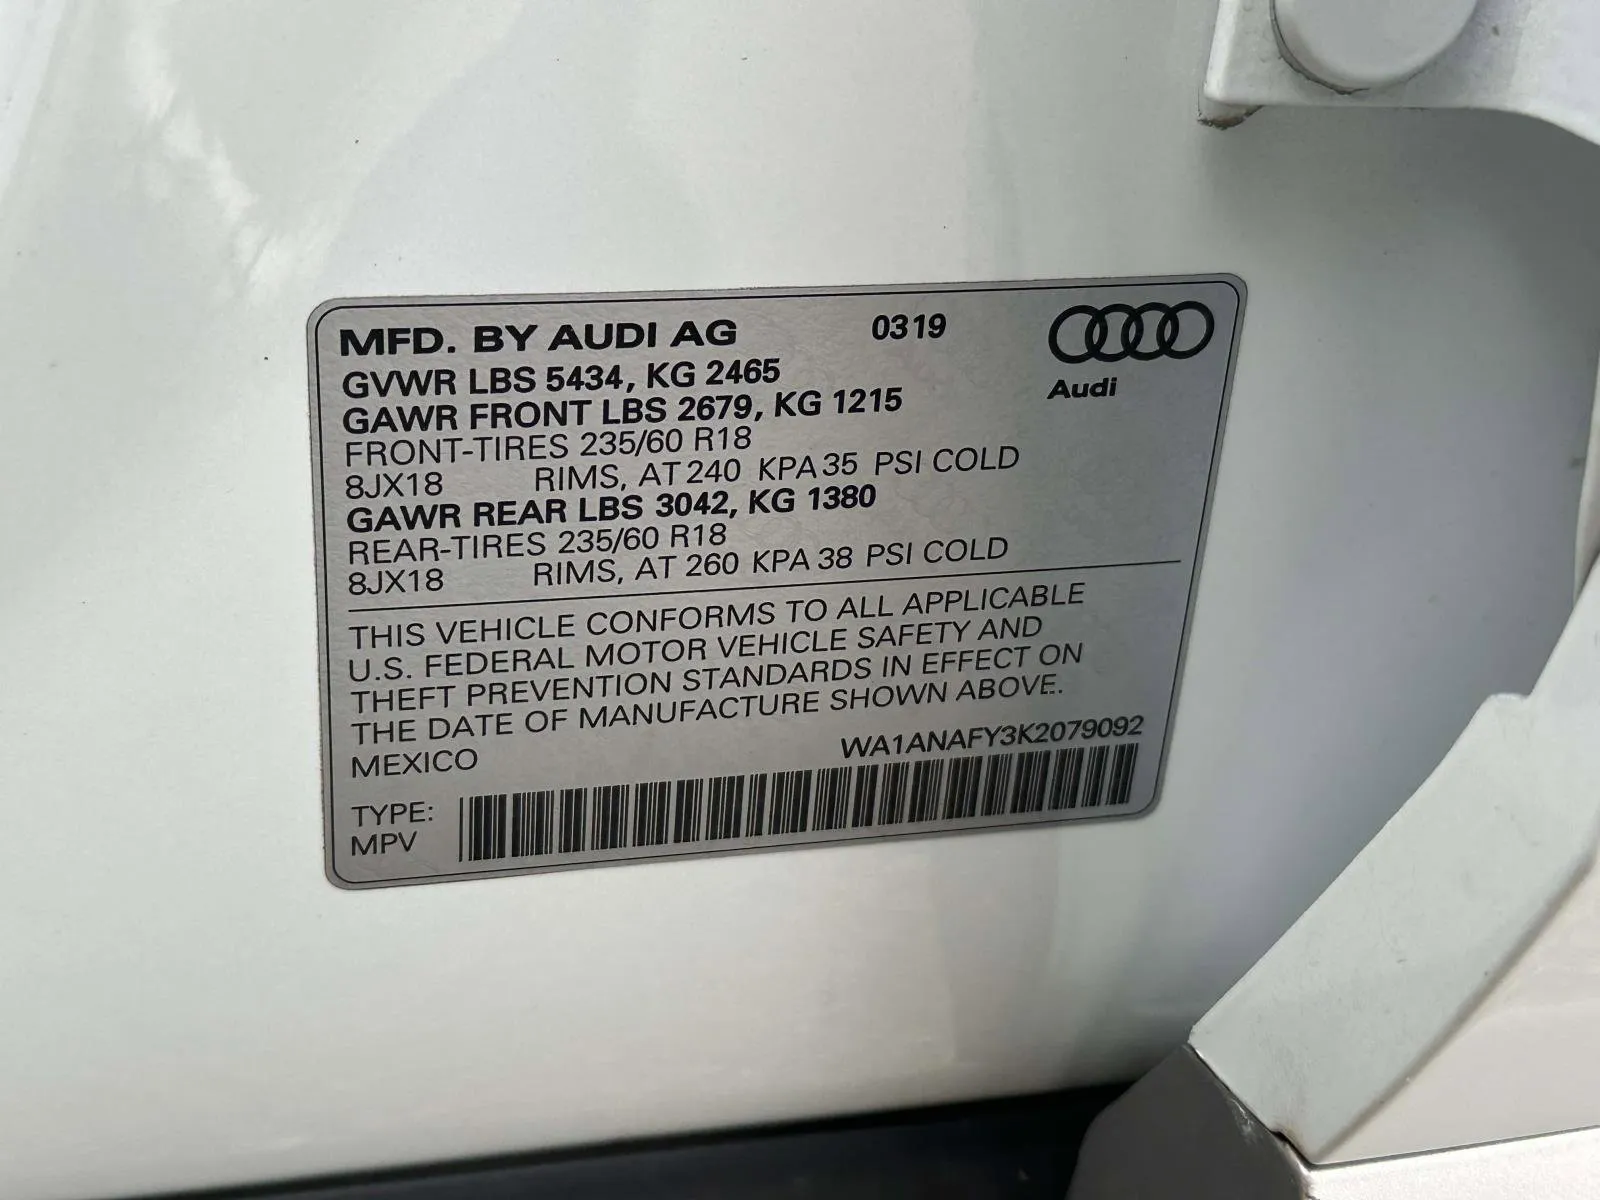 MFD. BY AUDI AG 0319
Audi
GVWR LBS 5434, KG 2465
GAWR FRONT LBS 2679, KG 1215
FRONT-TIRES 235/60 R18
8JX18 RIMS, AT 240 KPA 35 PSI COLD
GAWR REAR LBS 3042, KG 1380
REAR-TIRES 235/60 R18
8JX18 RIMS, AT 260 KPA 38 PSI COLD
THIS VEHICLE CONFORMS TO ALL APPLICABLE
U.S. FEDERAL MOTOR VEHICLE SAFETY AND
THEFT PREVENTION STANDARDS IN EFFECT ON
THE DATE OF MANUFACTURE SHOWN ABOVE.
MEXICO WA1ANAFY3K2079092
TYPE:
MPV